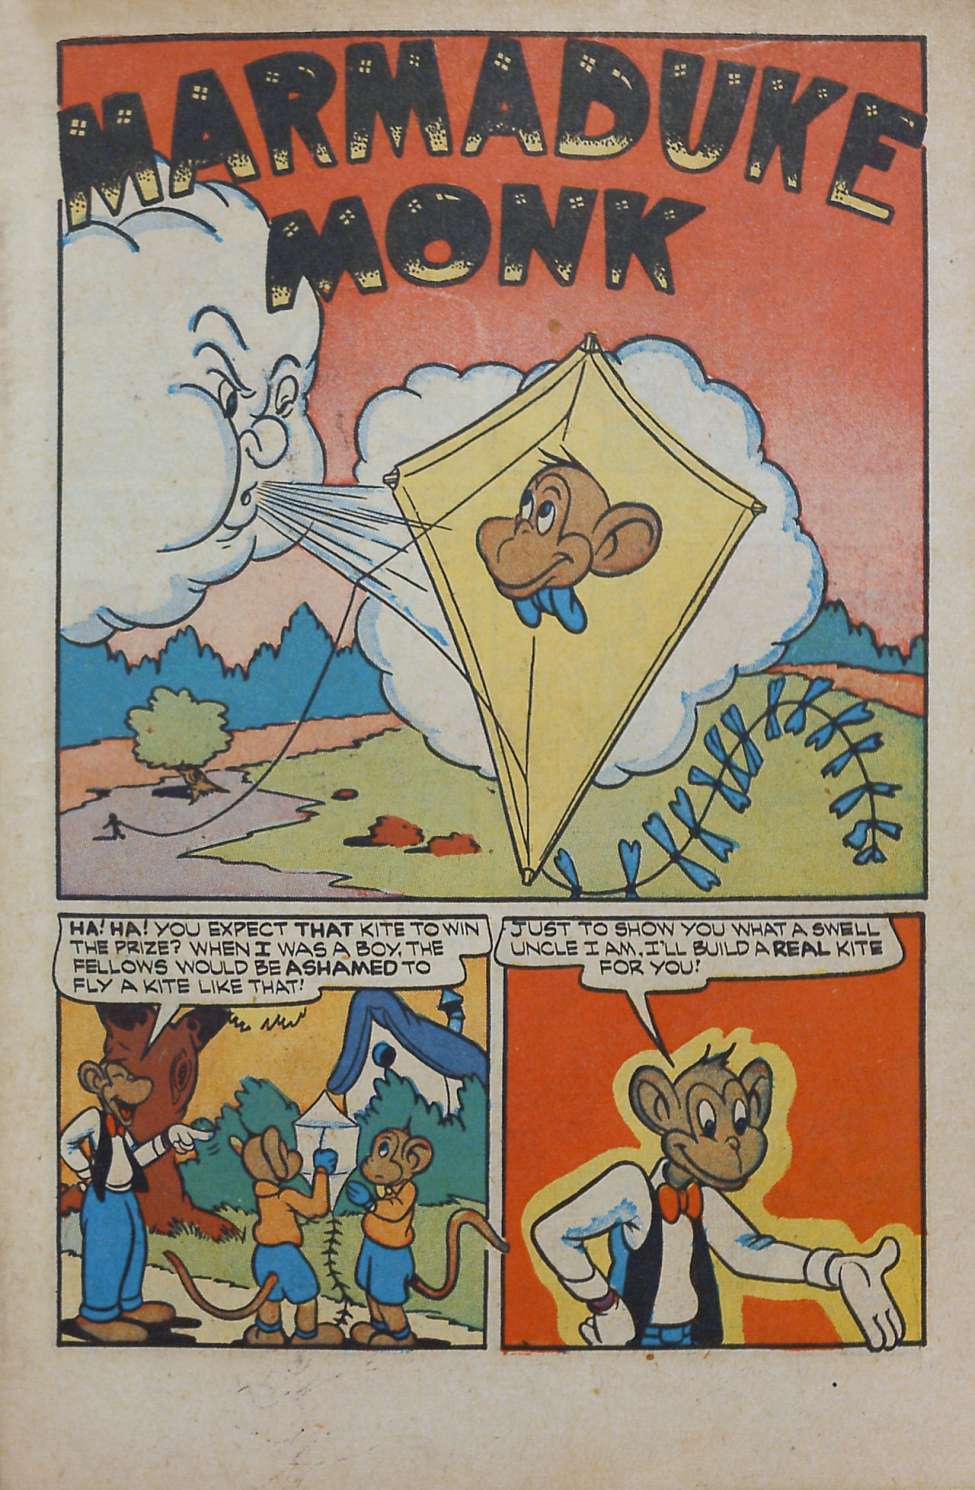 MARMADUKE
MONK
HA! HA! YOU EXPECT THAT KITE TO WIN
THE PRIZE? WHEN I WAS A BOY, THE
FELLOWS WOULD BE ASHAMED TO
FLY A KITE LIKE THAT!
JUST TO SHOW YOU WHAT A SWELL
UNCLE I AM, I'LL BUILD A REAL KITE
FOR YOU!